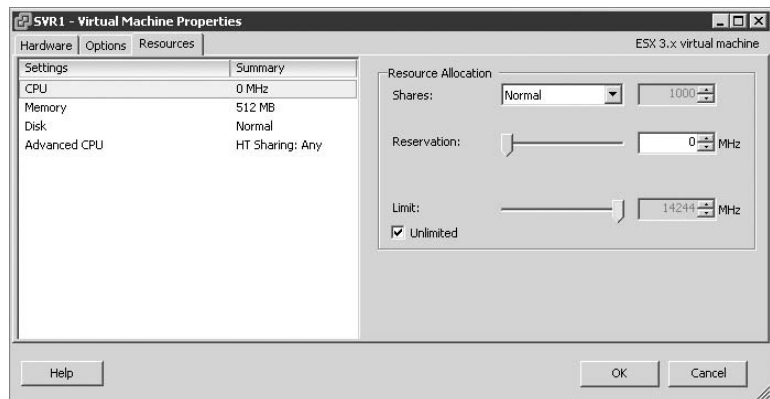 SVR1 - Virtual Machine Properties
Hardware Options Resources ESX 3.x virtual machine
Settings Summary
CPU 0 MHz
Memory 512 MB
Disk Normal
Advanced CPU HT Sharing: Any
Resource Allocation
Shares: Normal 1000
Reservation: 0 MHz
Limit: 14244 MHz
Unlimited
Help OK Cancel